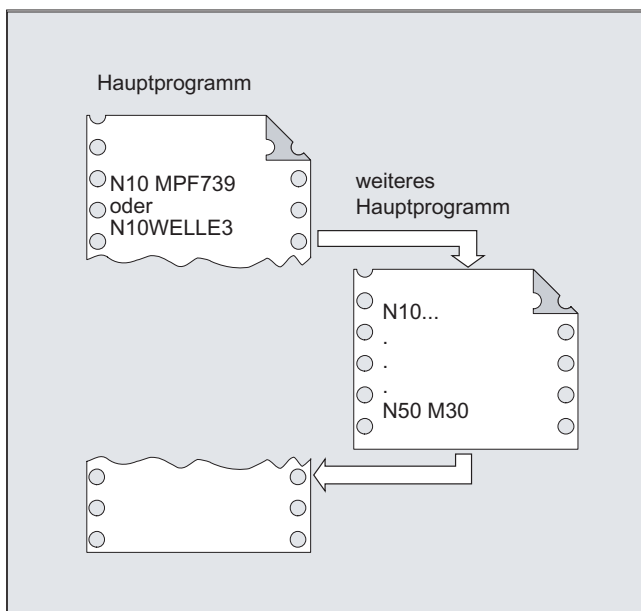 Hauptprogramm
N10 MPF739
oder
N10WELLE3
weiteres
Hauptprogramm
N10...
.
.
.
N50 M30